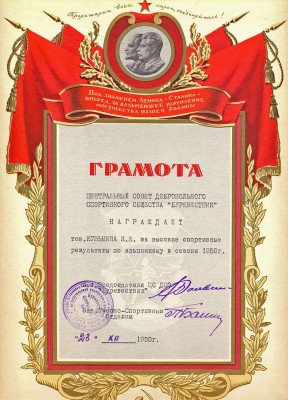 Пролетарии всех стран, соединяйтесь!
Под знаменем Ленина–Сталина–
вперед, за дальнейшее укрепление
могущества нашей Родины!
ГРАМОТА
ЦЕНТРАЛЬНЫЙ СОВЕТ ДОБРОВОЛЬНОГО
СПОРТИВНОГО ОБЩЕСТВА "БУРЕВЕСТНИК"
НАГРАЖДАЕТ
тов. КУЗЬМИНА К.К. за высокие спортивные
результаты по альпинизму в сезоне 1950г.
Председателя ЦС ДСО
"Буревестник"
Зав. Учебно-Спортивным
Отделом
"23" XII 1950г.